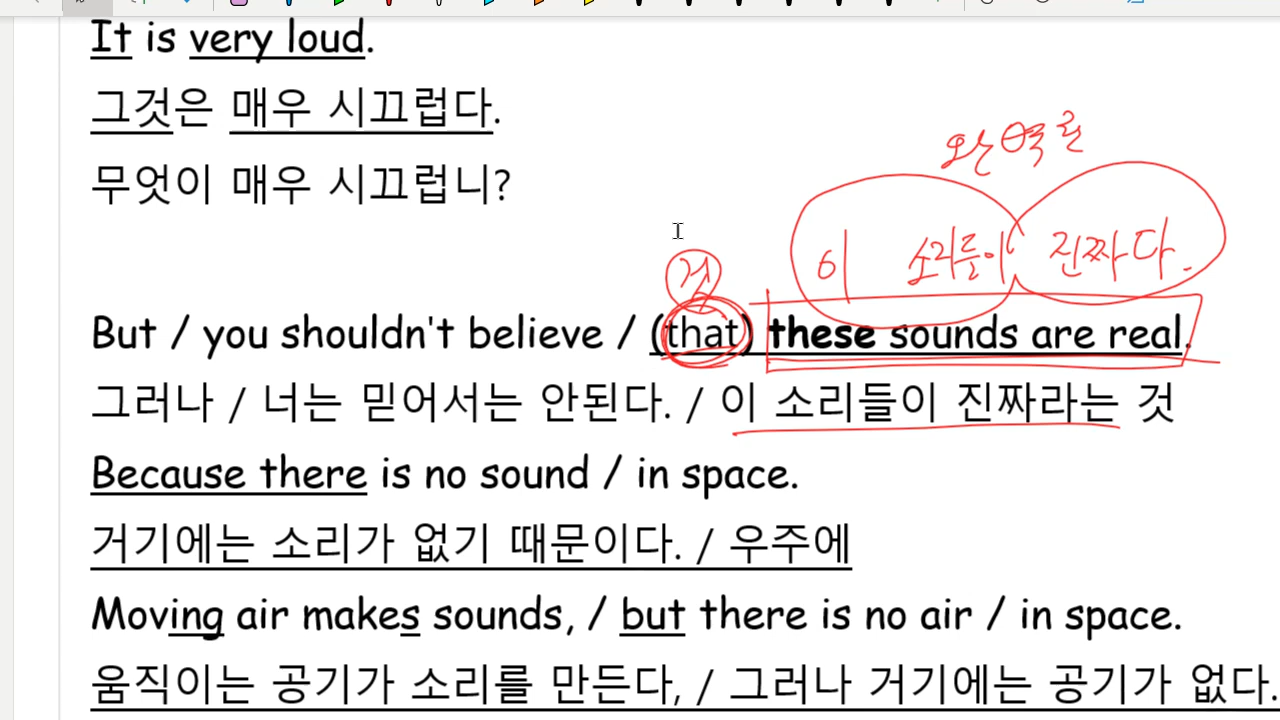 It is very loud.
그것은 매우 시끄럽다.
무엇이 매우 시끄럽니?
완벽문
것 이 소리들이 진짜다.
But / you shouldn't believe / (that) these sounds are real.
그러나 / 너는 믿어서는 안된다. / 이 소리들이 진짜라는 것
Because there is no sound / in space.
거기에는 소리가 없기 때문이다. / 우주에
Moving air makes sounds, / but there is no air / in space.
움직이는 공기가 소리를 만든다, / 그러나 거기에는 공기가 없다.